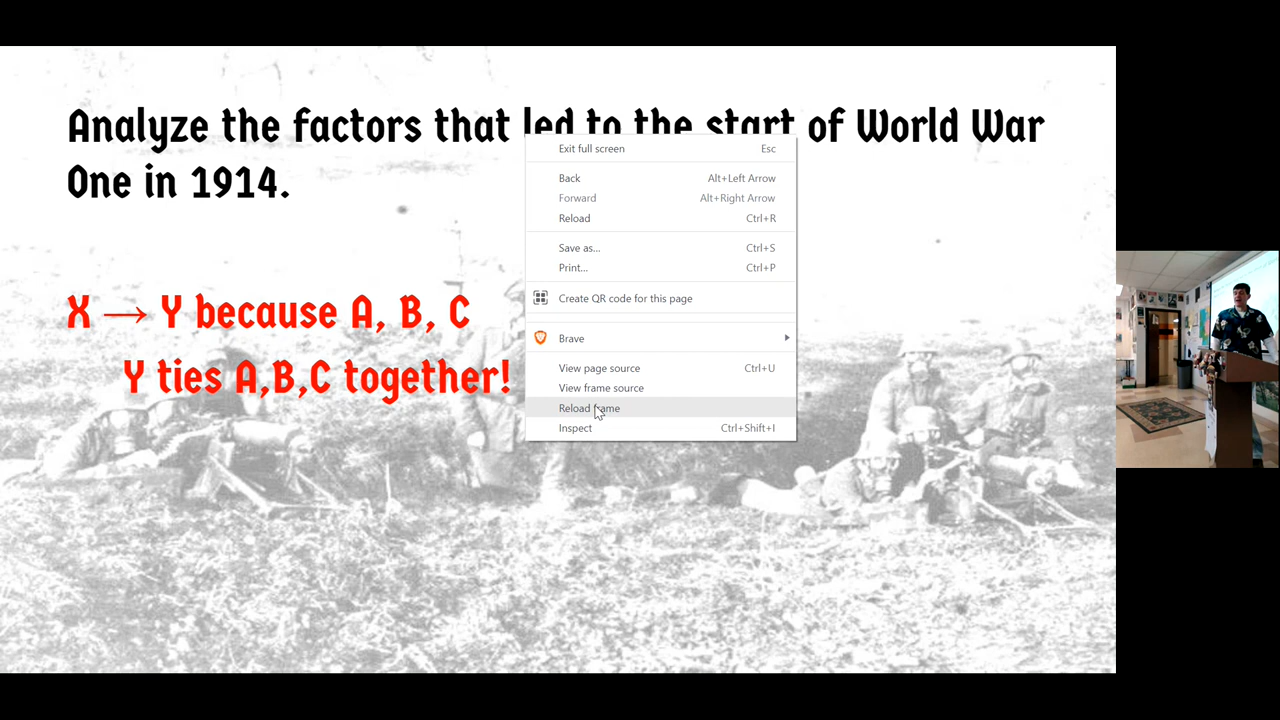 Analyze the factors that led to the start of World War
One in 1914.
X → Y because A, B, C
Y ties A,B,C together!
Exit full screen Esc
Back Alt+Left Arrow
Forward Alt+Right Arrow
Reload Ctrl+R
Save as... Ctrl+S
Print... Ctrl+P
Create QR code for this page
Brave
View page source Ctrl+U
View frame source
Reload frame
Inspect Ctrl+Shift+I